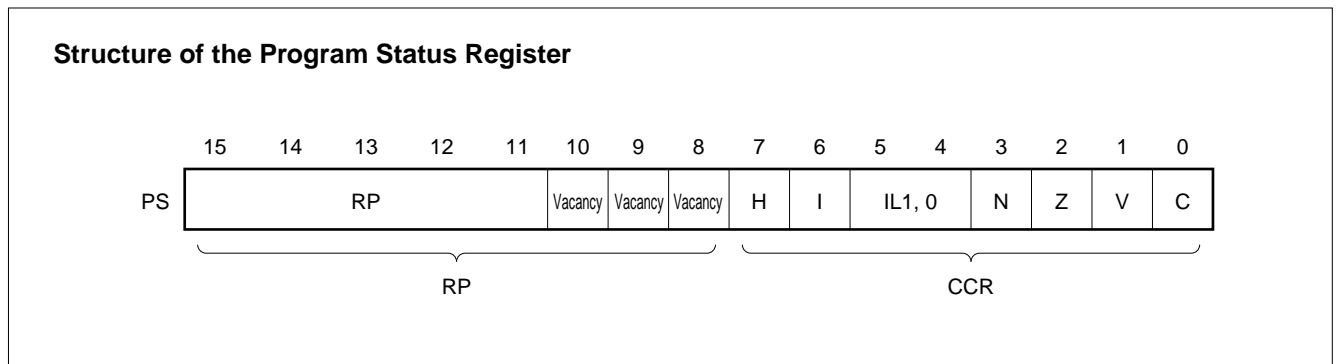 Structure of the Program Status Register
15 14 13 12 11 10 9 8 7 6 5 4 3 2 1 0
PS RP Vacancy Vacancy Vacancy H I IL1, 0 N Z V C
RP CCR